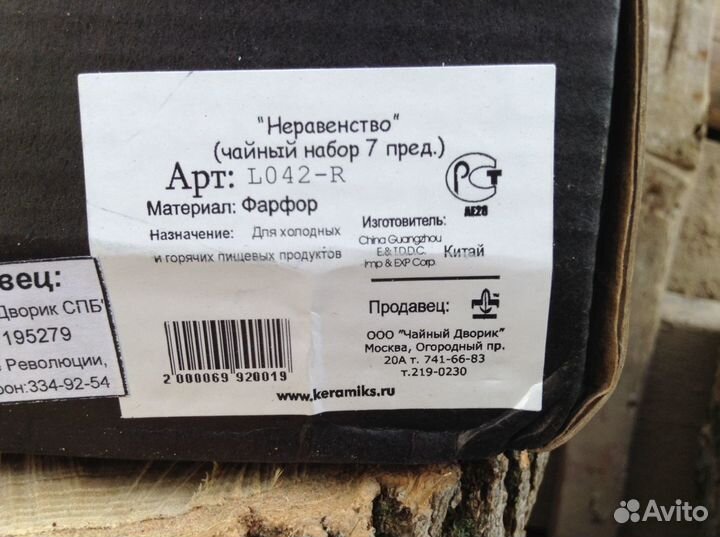 "Неравенство"
(чайный набор 7 пред.)
Арт: L042-R
Материал: Фарфор
Назначение: Для холодных
и горячих пищевых продуктов
РСТ
АЕ28
Изготовитель:
China Guangzhou
E.& T.D.D.C.
Imp & EXP Corp.
Китай
Продавец:
ООО "Чайный Дворик"
Москва, Огородный пр.
20А т. 741-66-83
т.219-0230
2 000069 920019
www.keramiks.ru
вец:
Дворик СПБ"
195279
Революции,
он:334-92-54
Avito